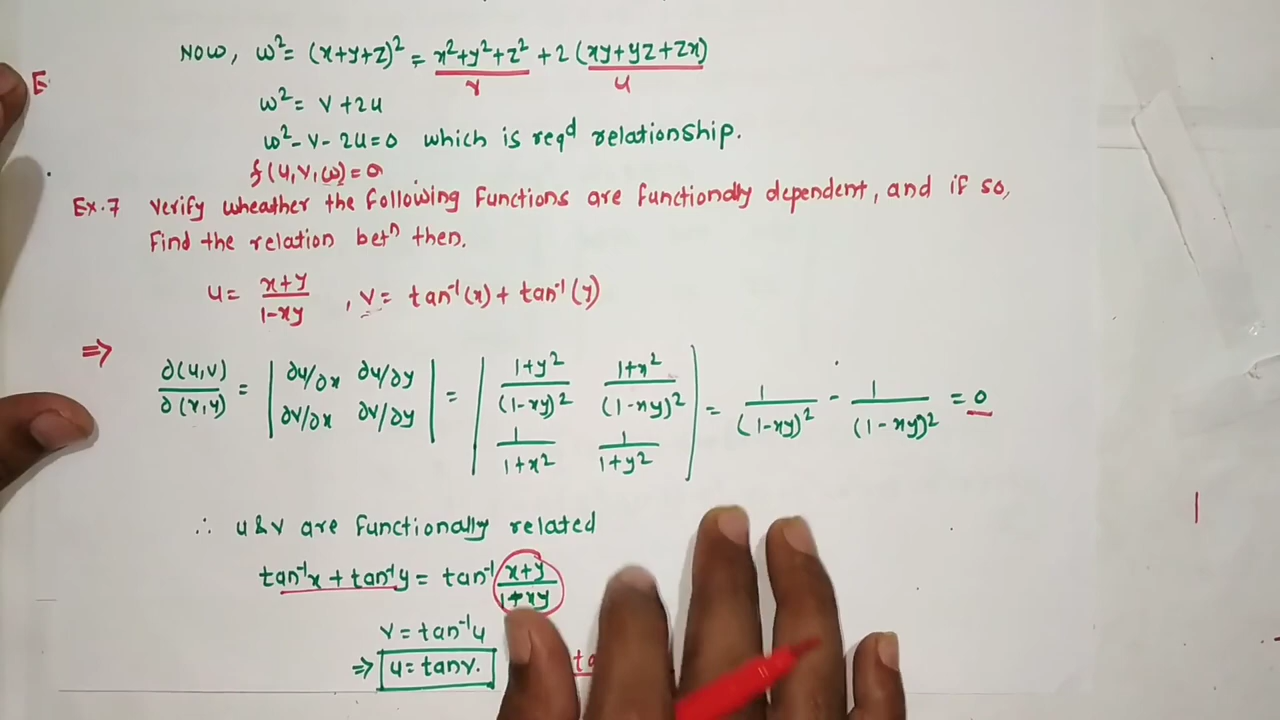 Now, ω² = (x+y+z)² = x²+y²+z² + 2(xy+yz+zx)
v u
E.
ω² = v+2u
ω²-v-2u=0 which is reqd relationship.
f(u,v,ω)=0
Ex.7 Verify wheather the following functions are functionally dependent, and if so,
Find the relation betn then.
u = x+y/1-xy , v = tan⁻¹(x) + tan⁻¹(y)
⇒ ∂(u,v)/∂(x,y) = | ∂u/∂x ∂u/∂y | = | 1+y²/(1-xy)² 1+x²/(1-xy)² | = 1/(1-xy)² - 1/(1-xy)² = 0
| ∂v/∂x ∂v/∂y | | 1/1+x² 1/1+y² |
∴ u & v are functionally related
tan⁻¹x + tan⁻¹y = tan⁻¹ x+y/1+xy
v = tan⁻¹u
⇒ u = tanv. ta